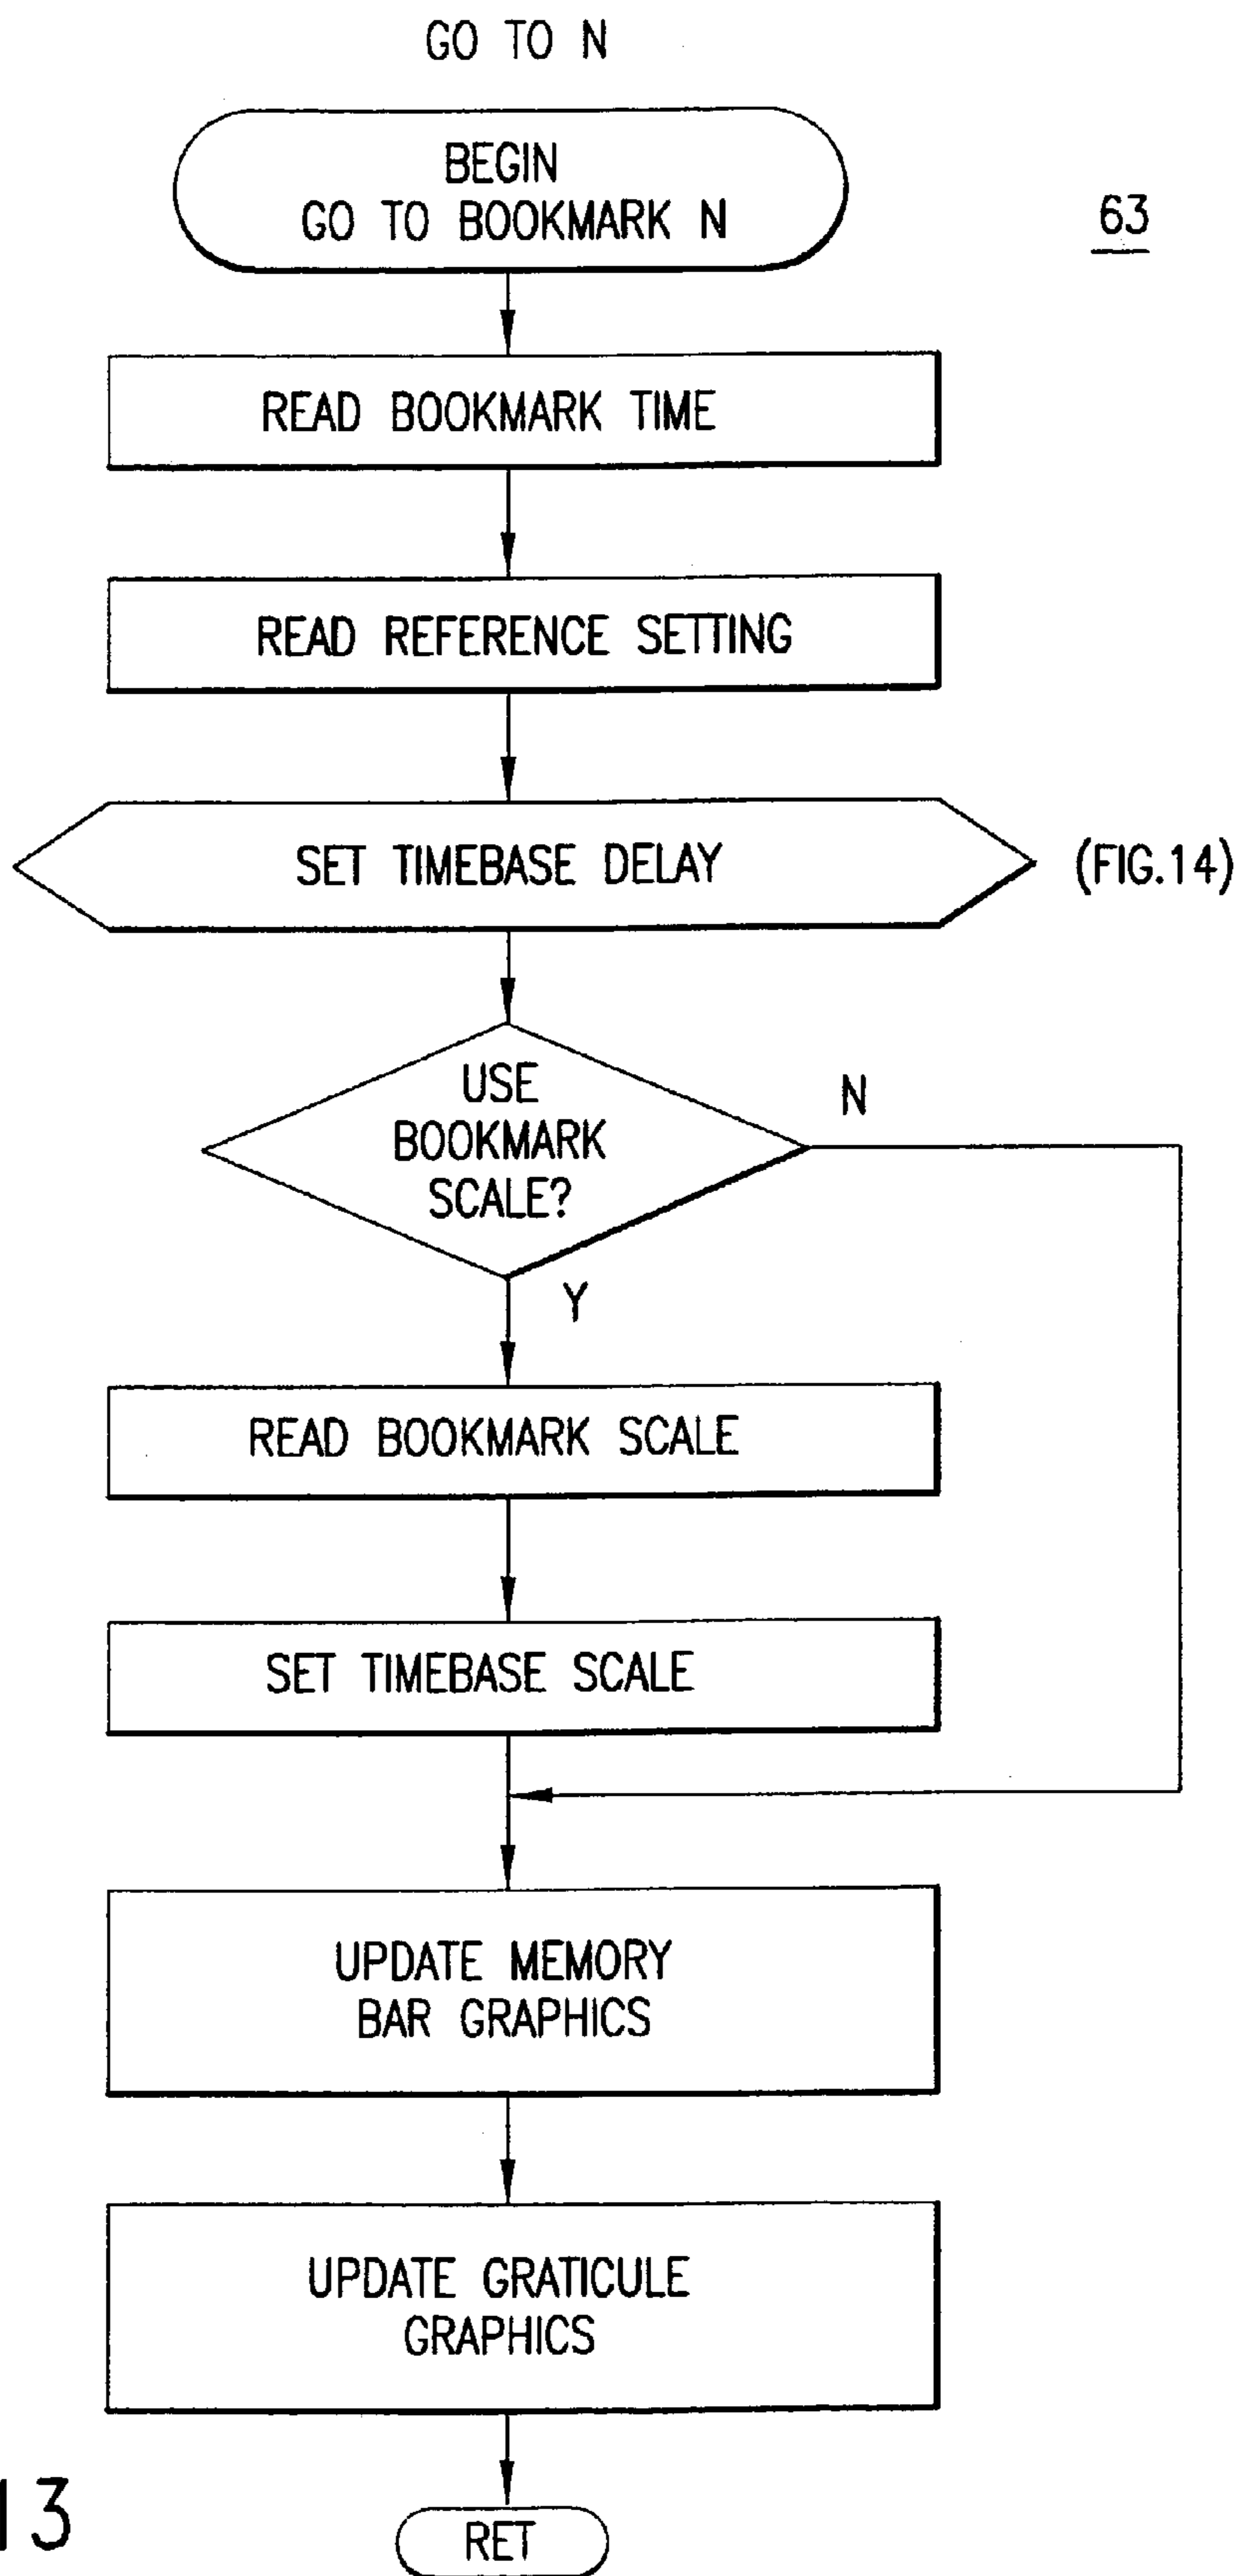 GO TO N
BEGIN
GO TO BOOKMARK N
63
READ BOOKMARK TIME
READ REFERENCE SETTING
SET TIMEBASE DELAY
(FIG.14)
USE
BOOKMARK
SCALE?
N
Y
READ BOOKMARK SCALE
SET TIMEBASE SCALE
UPDATE MEMORY
BAR GRAPHICS
UPDATE GRATICULE
GRAPHICS
RET
13